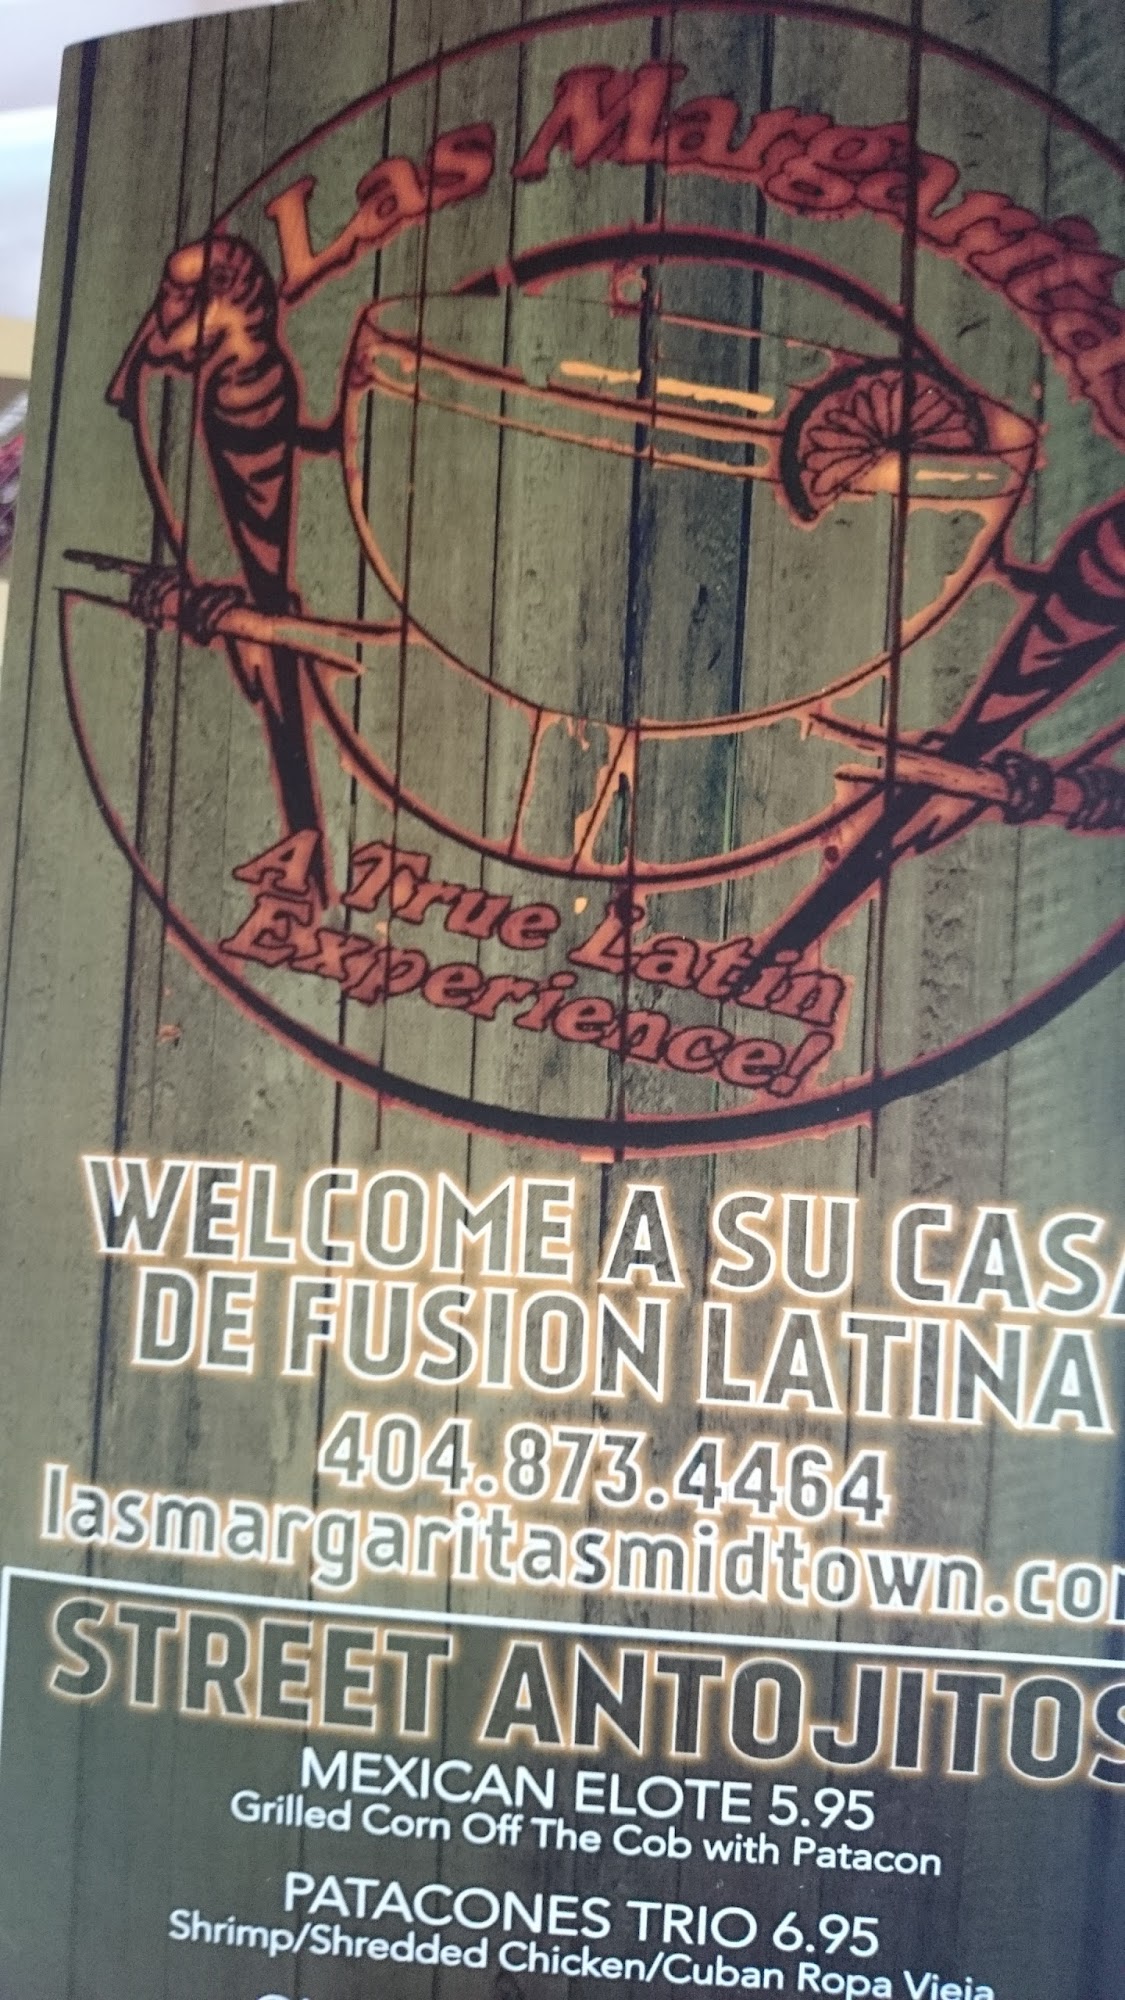 Las Margaritas
A True Latin
Experience!
WELCOME A SU CASA
DE FUSION LATINA
404.873.4464
lasmargaritasmidtown.com
STREET ANTOJITOS
MEXICAN ELOTE 5.95
Grilled Corn Off The Cob with Patacon
PATACONES TRIO 6.95
Shrimp/Shredded Chicken/Cuban Ropa Vieja